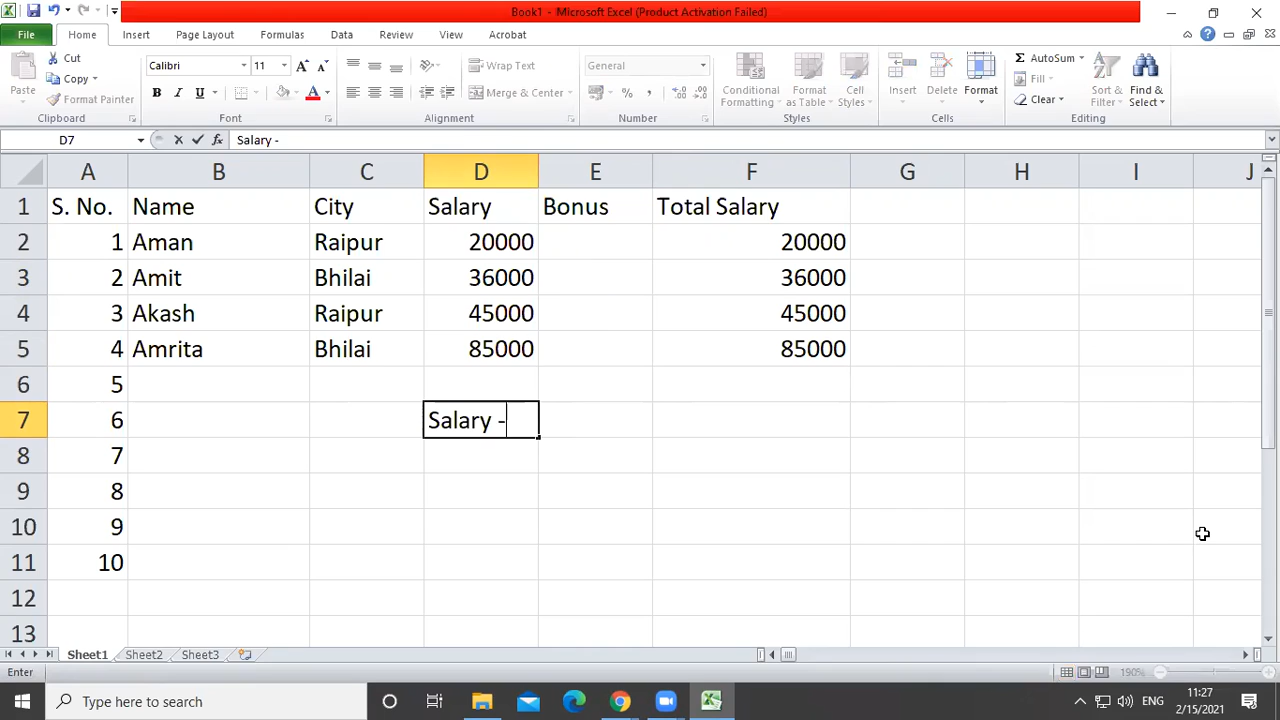 Book1 - Microsoft Excel (Product Activation Failed)
File Home Insert Page Layout Formulas Data Review View Acrobat
Paste
Cut
Copy
Format Painter
Clipboard
Calibri 11
B I U
Font
Wrap Text
Merge & Center
Alignment
General
%
Number
Conditional Formatting
Format as Table
Cell Styles
Styles
Insert Delete Format
Cells
AutoSum
Fill
Clear
Sort & Filter
Find & Select
Editing
D7 fx Salary -
A B C D E F G H I J
1 S. No. Name City Salary Bonus Total Salary
2 1 Aman Raipur 20000 20000
3 2 Amit Bhilai 36000 36000
4 3 Akash Raipur 45000 45000
5 4 Amrita Bhilai 85000 85000
6 5
7 6 Salary -
8 7
9 8
10 9
11 10
12
13
Sheet1 Sheet2 Sheet3
Enter 190%
Type here to search
ENG 11:27
2/15/2021